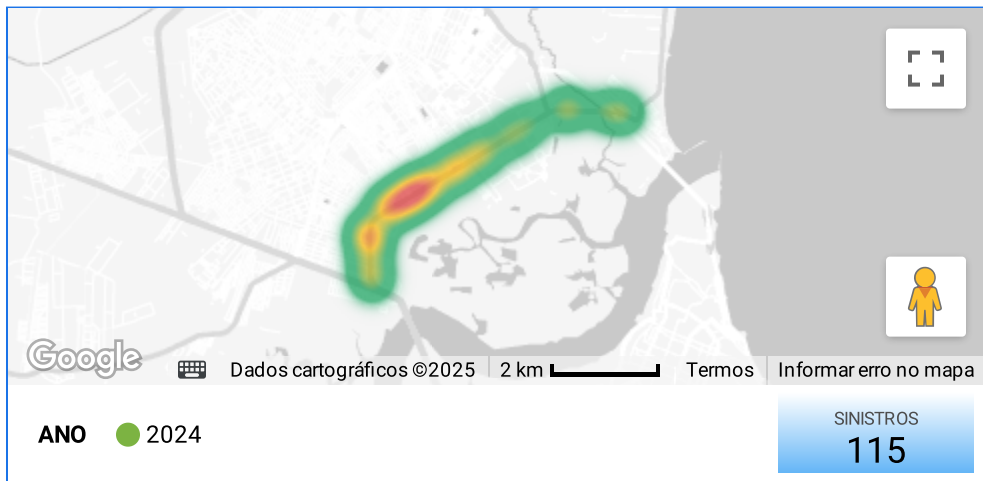 Google
Dados cartográficos ©2025
2 km
Termos
Informar erro no mapa
ANO
2024
SINISTROS
115